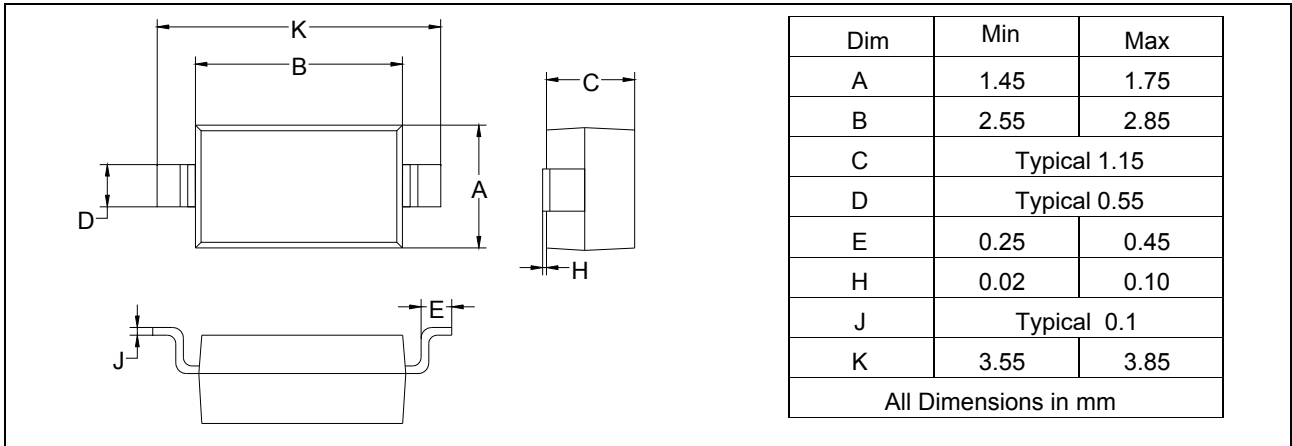 K
B
C
A
D
H
E
J
Dim Min Max
A 1.45 1.75
B 2.55 2.85
C Typical 1.15
D Typical 0.55
E 0.25 0.45
H 0.02 0.10
J Typical 0.1
K 3.55 3.85
All Dimensions in mm